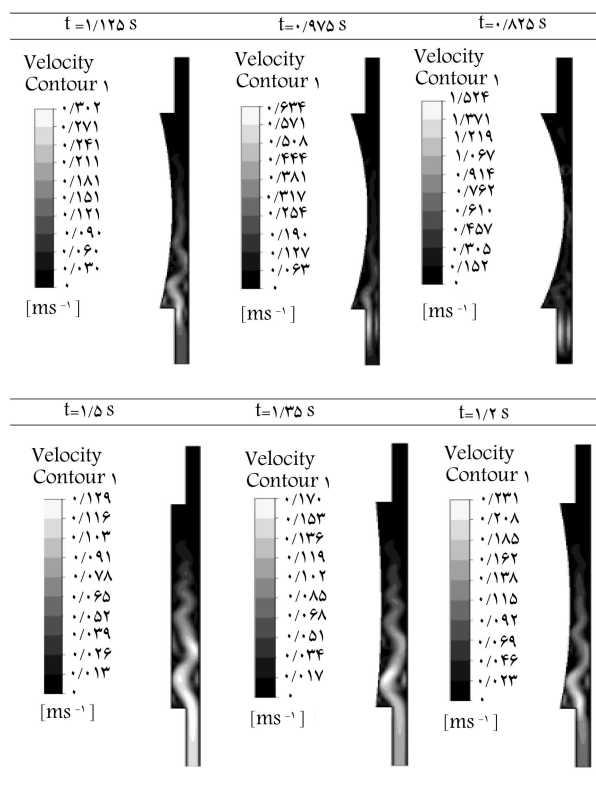 t=۱/۱۲۵ s
t=۰/۹۷۵ s
t=۰/۸۲۵ s
Velocity
Contour ۱
۰/۳۰۲
۰/۲۷۱
۰/۲۴۱
۰/۲۱۱
۰/۱۸۱
۰/۱۵۱
۰/۱۲۱
۰/۰۹۰
۰/۰۶۰
۰/۰۳۰
۰
[ms⁻¹]
Velocity
Contour ۱
۰/۶۳۴
۰/۵۷۱
۰/۵۰۸
۰/۴۴۴
۰/۳۸۱
۰/۳۱۷
۰/۲۵۴
۰/۱۹۰
۰/۱۲۷
۰/۰۶۳
۰
[ms⁻¹]
Velocity
Contour ۱
۱/۵۲۴
۱/۳۷۱
۱/۲۱۹
۱/۰۶۷
۰/۹۱۴
۰/۷۶۲
۰/۶۱۰
۰/۴۵۷
۰/۳۰۵
۰/۱۵۲
۰
[ms⁻¹]
t=۱/۵ s
t=۱/۳۵ s
t=۱/۲ s
Velocity
Contour ۱
۰/۱۲۹
۰/۱۱۶
۰/۱۰۳
۰/۰۹۱
۰/۰۷۸
۰/۰۶۵
۰/۰۵۲
۰/۰۳۹
۰/۰۲۶
۰/۰۱۳
۰
[ms⁻¹]
Velocity
Contour ۱
۰/۱۷۰
۰/۱۵۳
۰/۱۳۶
۰/۱۱۹
۰/۱۰۲
۰/۰۸۵
۰/۰۶۸
۰/۰۵۱
۰/۰۳۴
۰/۰۱۷
۰
[ms⁻¹]
Velocity
Contour ۱
۰/۲۳۱
۰/۲۰۸
۰/۱۸۵
۰/۱۶۲
۰/۱۳۸
۰/۱۱۵
۰/۰۹۲
۰/۰۶۹
۰/۰۴۶
۰/۰۲۳
۰
[ms⁻¹]